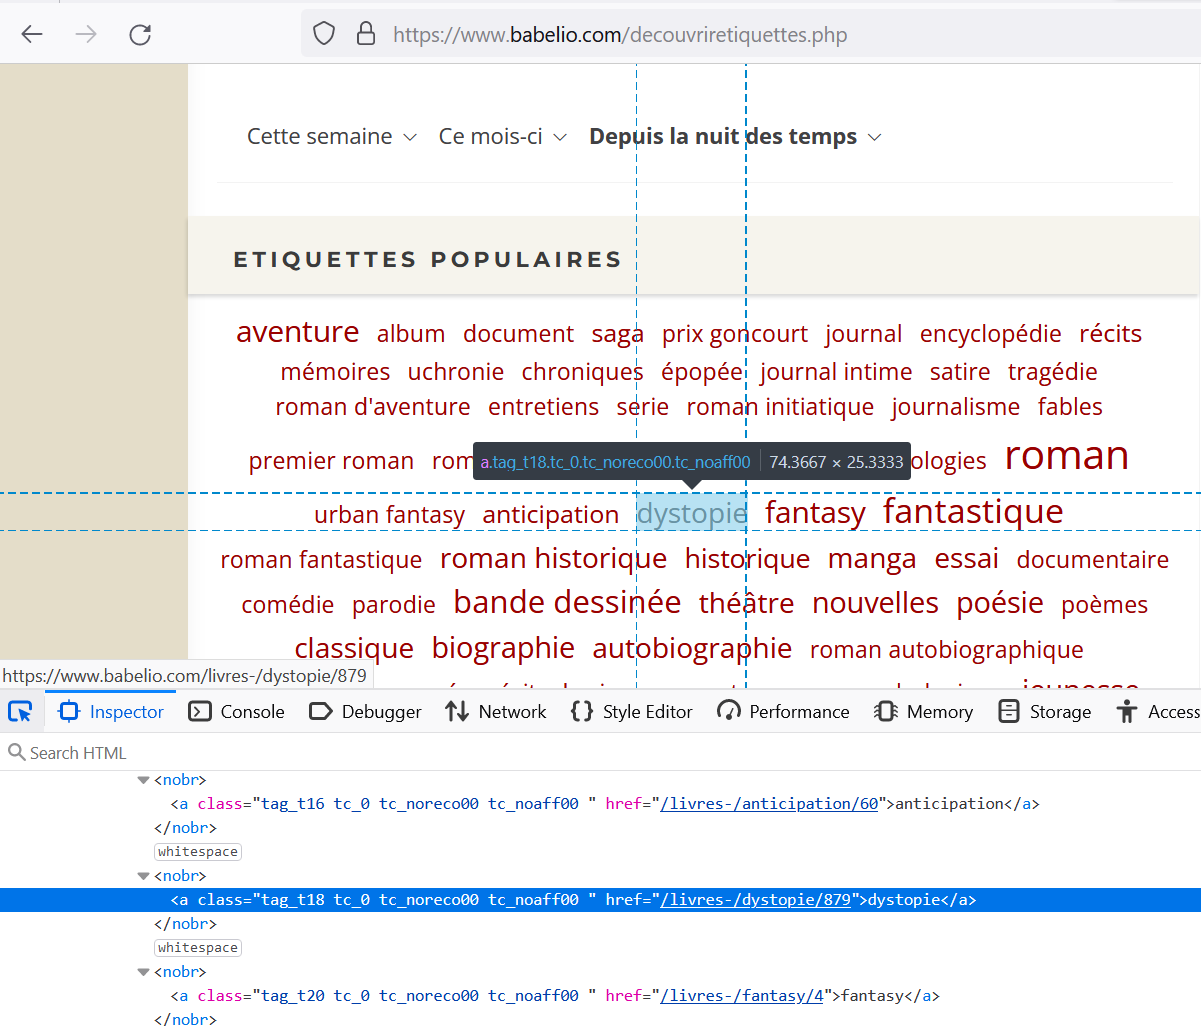 https://www.babelio.com/decouvriretiquettes.php
Cette semaine Ce mois-ci Depuis la nuit des temps
ETIQUETTES POPULAIRES
aventure album document saga prix goncourt journal encyclopédie récits
mémoires uchronie chroniques épopée journal intime satire tragédie
roman d'aventure entretiens serie roman initiatique journalisme fables
premier roman rom ologies roman
a.tag_t18.tc_0.tc_noreco00.tc_noaff00 74.3667 × 25.3333
urban fantasy anticipation dystopie fantasy fantastique
roman fantastique roman historique historique manga essai documentaire
comédie parodie bande dessinée théâtre nouvelles poésie poèmes
classique biographie autobiographie roman autobiographique
https://www.babelio.com/livres-/dystopie/879
Inspector Console Debugger Network Style Editor Performance Memory Storage Access
Search HTML
<nobr>
<a class="tag_t16 tc_0 tc_noreco00 tc_noaff00 " href="/livres-/anticipation/60">anticipation</a>
</nobr>
whitespace
<nobr>
<a class="tag_t18 tc_0 tc_noreco00 tc_noaff00 " href="/livres-/dystopie/879">dystopie</a>
</nobr>
whitespace
<nobr>
<a class="tag_t20 tc_0 tc_noreco00 tc_noaff00 " href="/livres-/fantasy/4">fantasy</a>
</nobr>